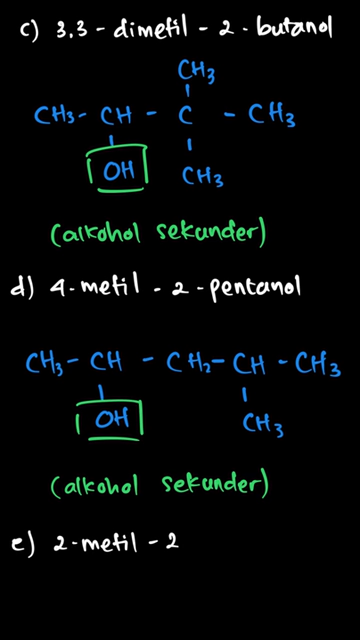 c) 3.3 - dimetil - 2 - butanol
CH3
CH3 - CH - C - CH3
OH CH3
(alkohol sekunder)
d) 4 - metil - 2 - pentanol
CH3 - CH - CH2 - CH - CH3
OH CH3
(alkohol sekunder)
e) 2 - metil - 2